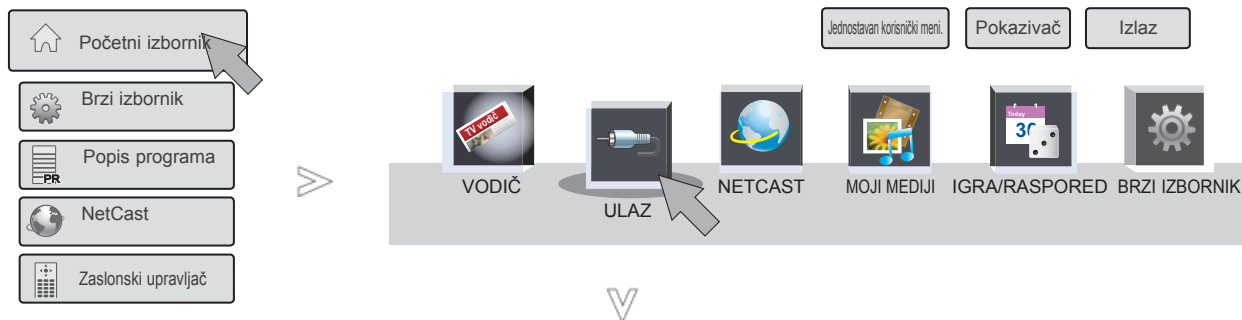 Početni izbornik
Brzi izbornik
Popis programa
PR
NetCast
Zaslonski upravljač
Jednostavan korisnički meni.
Pokazivač
Izlaz
TV vodič
Today
30
VODIČ
ULAZ
NETCAST
MOJI MEDIJI
IGRA/RASPORED
BRZI IZBORNIK